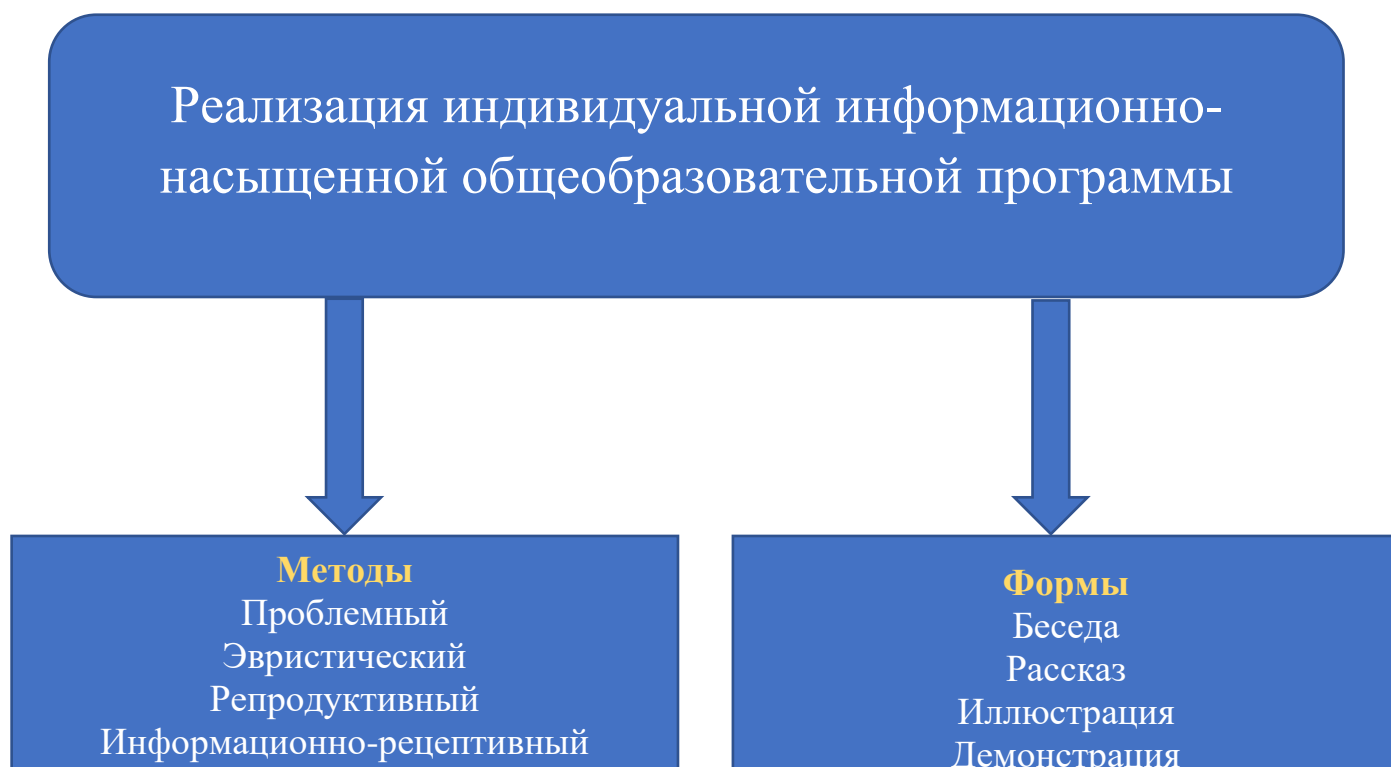 Реализация индивидуальной информационно-
насыщенной общеобразовательной программы
Методы
Проблемный
Эвристический
Репродуктивный
Информационно-рецептивный
Формы
Беседа
Рассказ
Иллюстрация
Демонстрация